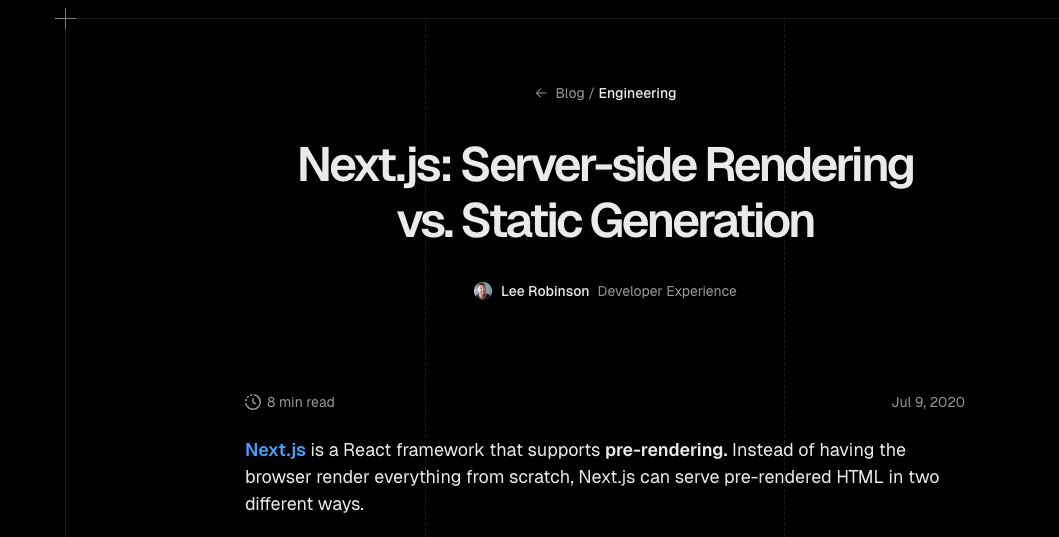 ← Blog / Engineering
Next.js: Server-side Rendering
vs. Static Generation
Lee Robinson Developer Experience
8 min read Jul 9, 2020
Next.js is a React framework that supports pre-rendering. Instead of having the
browser render everything from scratch, Next.js can serve pre-rendered HTML in two
different ways.